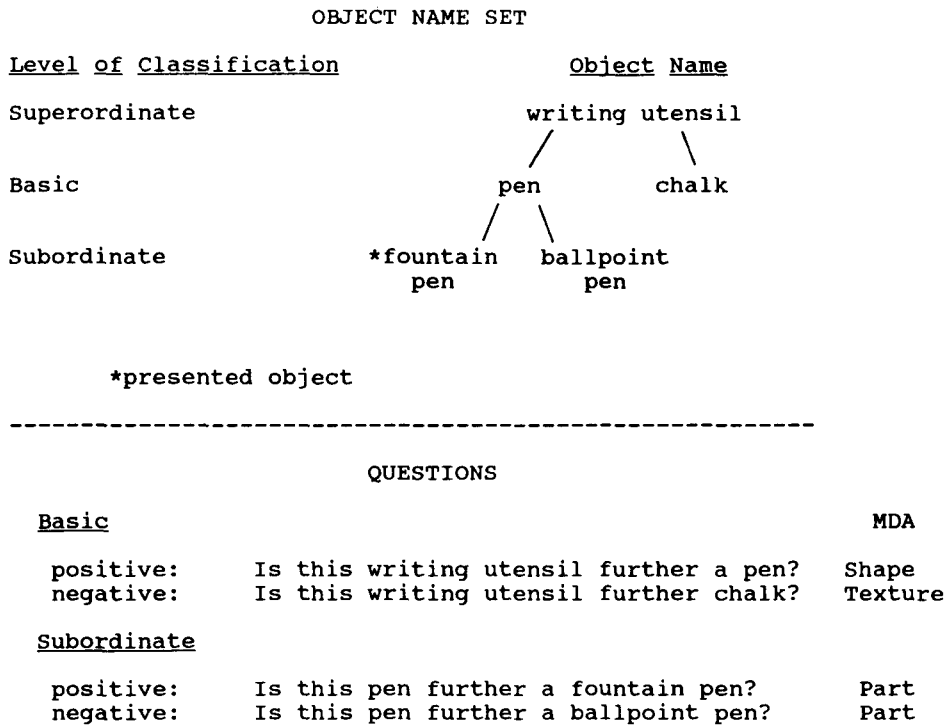 OBJECT NAME SET
Level of Classification Object Name
Superordinate writing utensil
Basic pen chalk
Subordinate *fountain ballpoint
pen pen
*presented object
QUESTIONS
Basic MDA
positive: Is this writing utensil further a pen? Shape
negative: Is this writing utensil further chalk? Texture
Subordinate
positive: Is this pen further a fountain pen? Part
negative: Is this pen further a ballpoint pen? Part